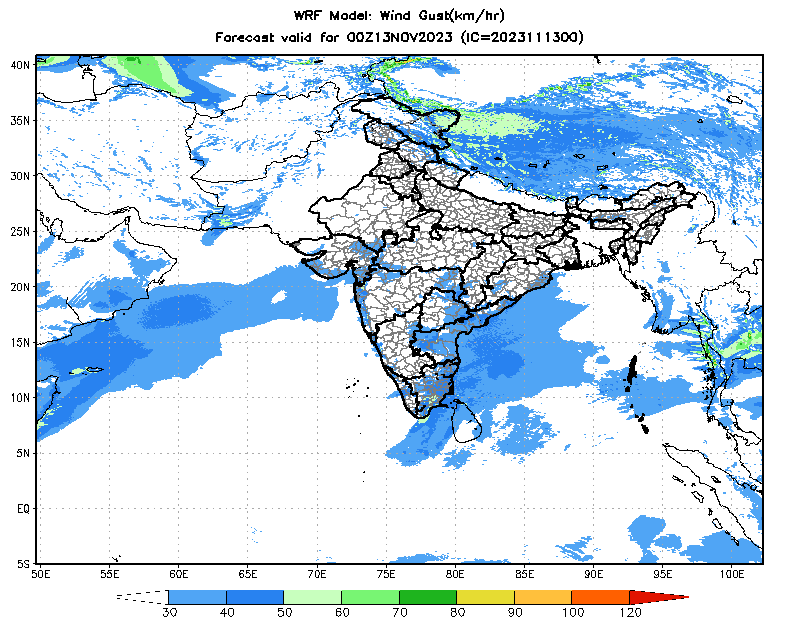 WRF Model: Wind Gust(km/hr)
Forecast valid for 00Z13NOV2023 (IC=2023111300)
40N
35N
30N
25N
20N
15N
10N
5N
EQ
5S
50E 55E 60E 65E 70E 75E 80E 85E 90E 95E 100E
30 40 50 60 70 80 90 100 120